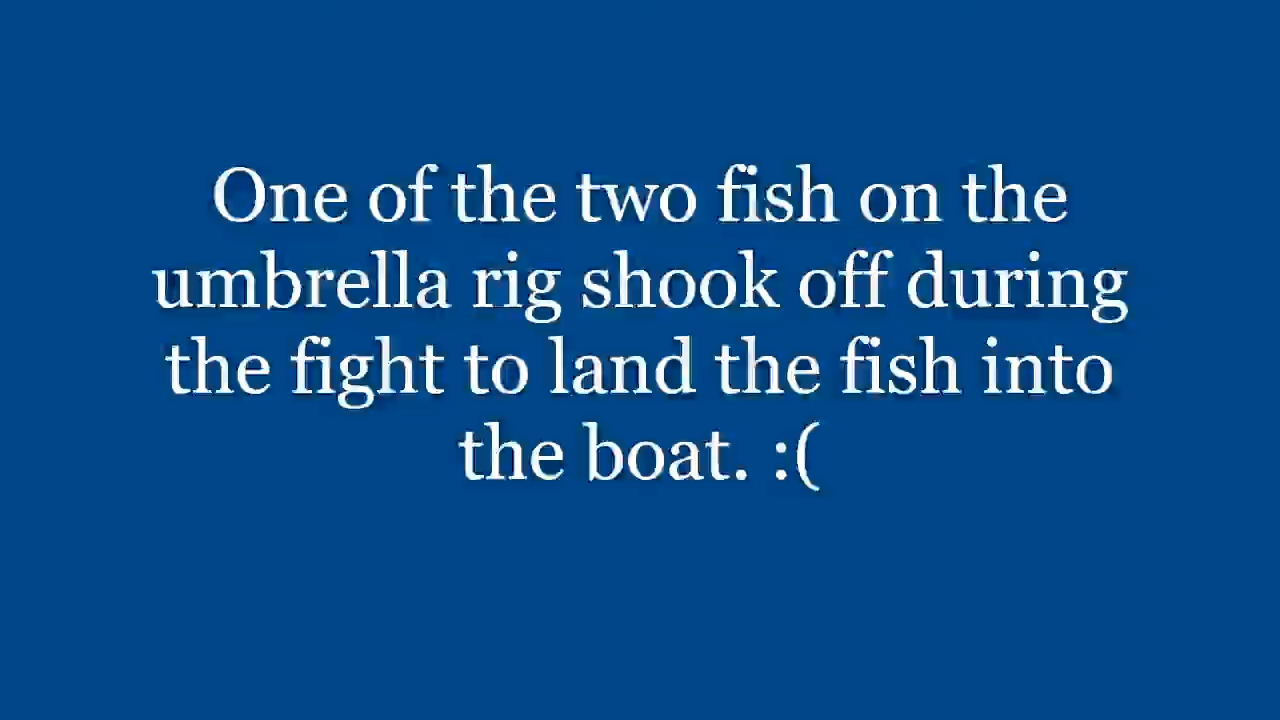 One of the two fish on the
umbrella rig shook off during
the fight to land the fish into
the boat. :(